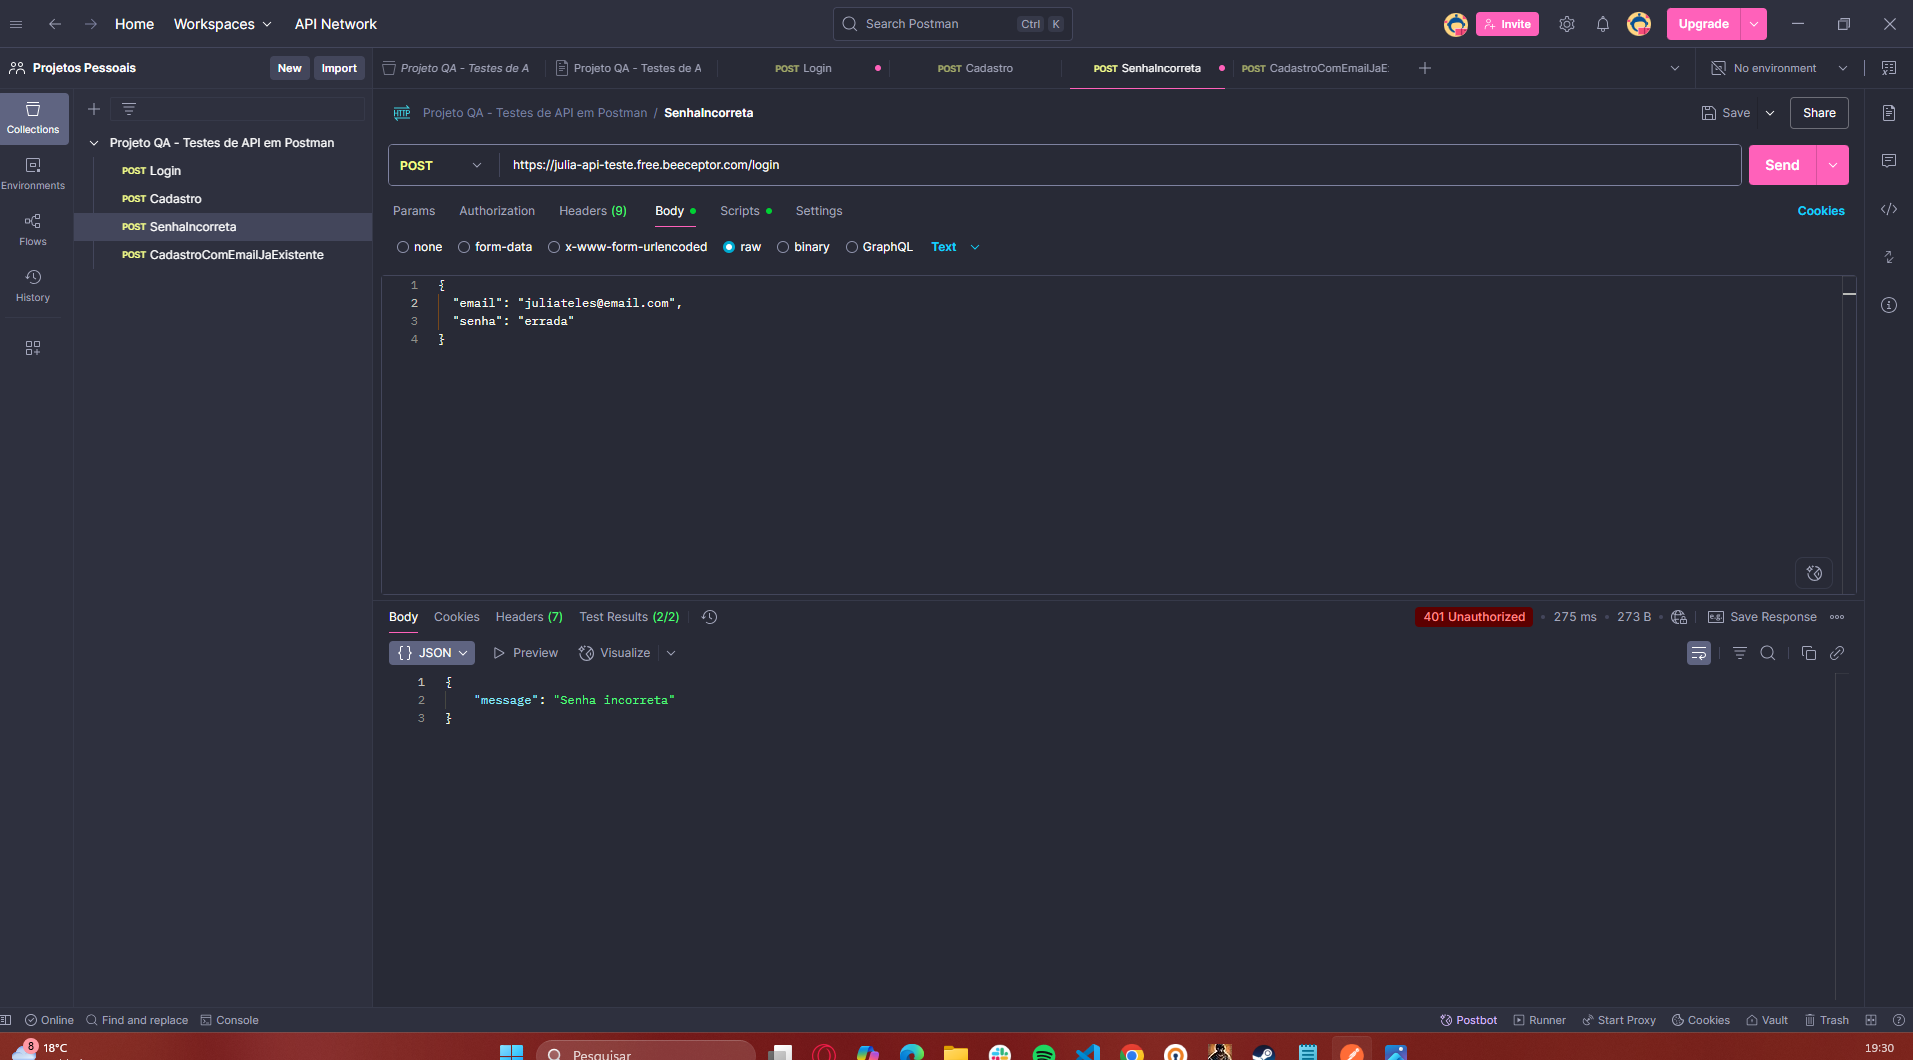 Home Workspaces API Network Search Postman Ctrl K Invite Upgrade
Projetos Pessoais New Import Projeto QA - Testes de A Projeto QA - Testes de A POST Login POST Cadastro POST SenhaIncorreta POST CadastroComEmailJaE: No environment
Collections
Environments
Flows
History
Projeto QA - Testes de API em Postman
POST Login
POST Cadastro
POST SenhaIncorreta
POST CadastroComEmailJaExistente
HTTP Projeto QA - Testes de API em Postman / SenhaIncorreta Save Share
POST https://julia-api-teste.free.beeceptor.com/login Send
Params Authorization Headers (9) Body Scripts Settings Cookies
none form-data x-www-form-urlencoded raw binary GraphQL Text
1 {
2 "email": "juliateles@email.com",
3 "senha": "errada"
4 }
Body Cookies Headers (7) Test Results (2/2) 401 Unauthorized 275 ms 273 B e.g. Save Response
{} JSON Preview Visualize
1 {
2 "message": "Senha incorreta"
3 }
Online Find and replace Console Postbot Runner Start Proxy Cookies Vault Trash
8 18°C Pesquisar 19:30